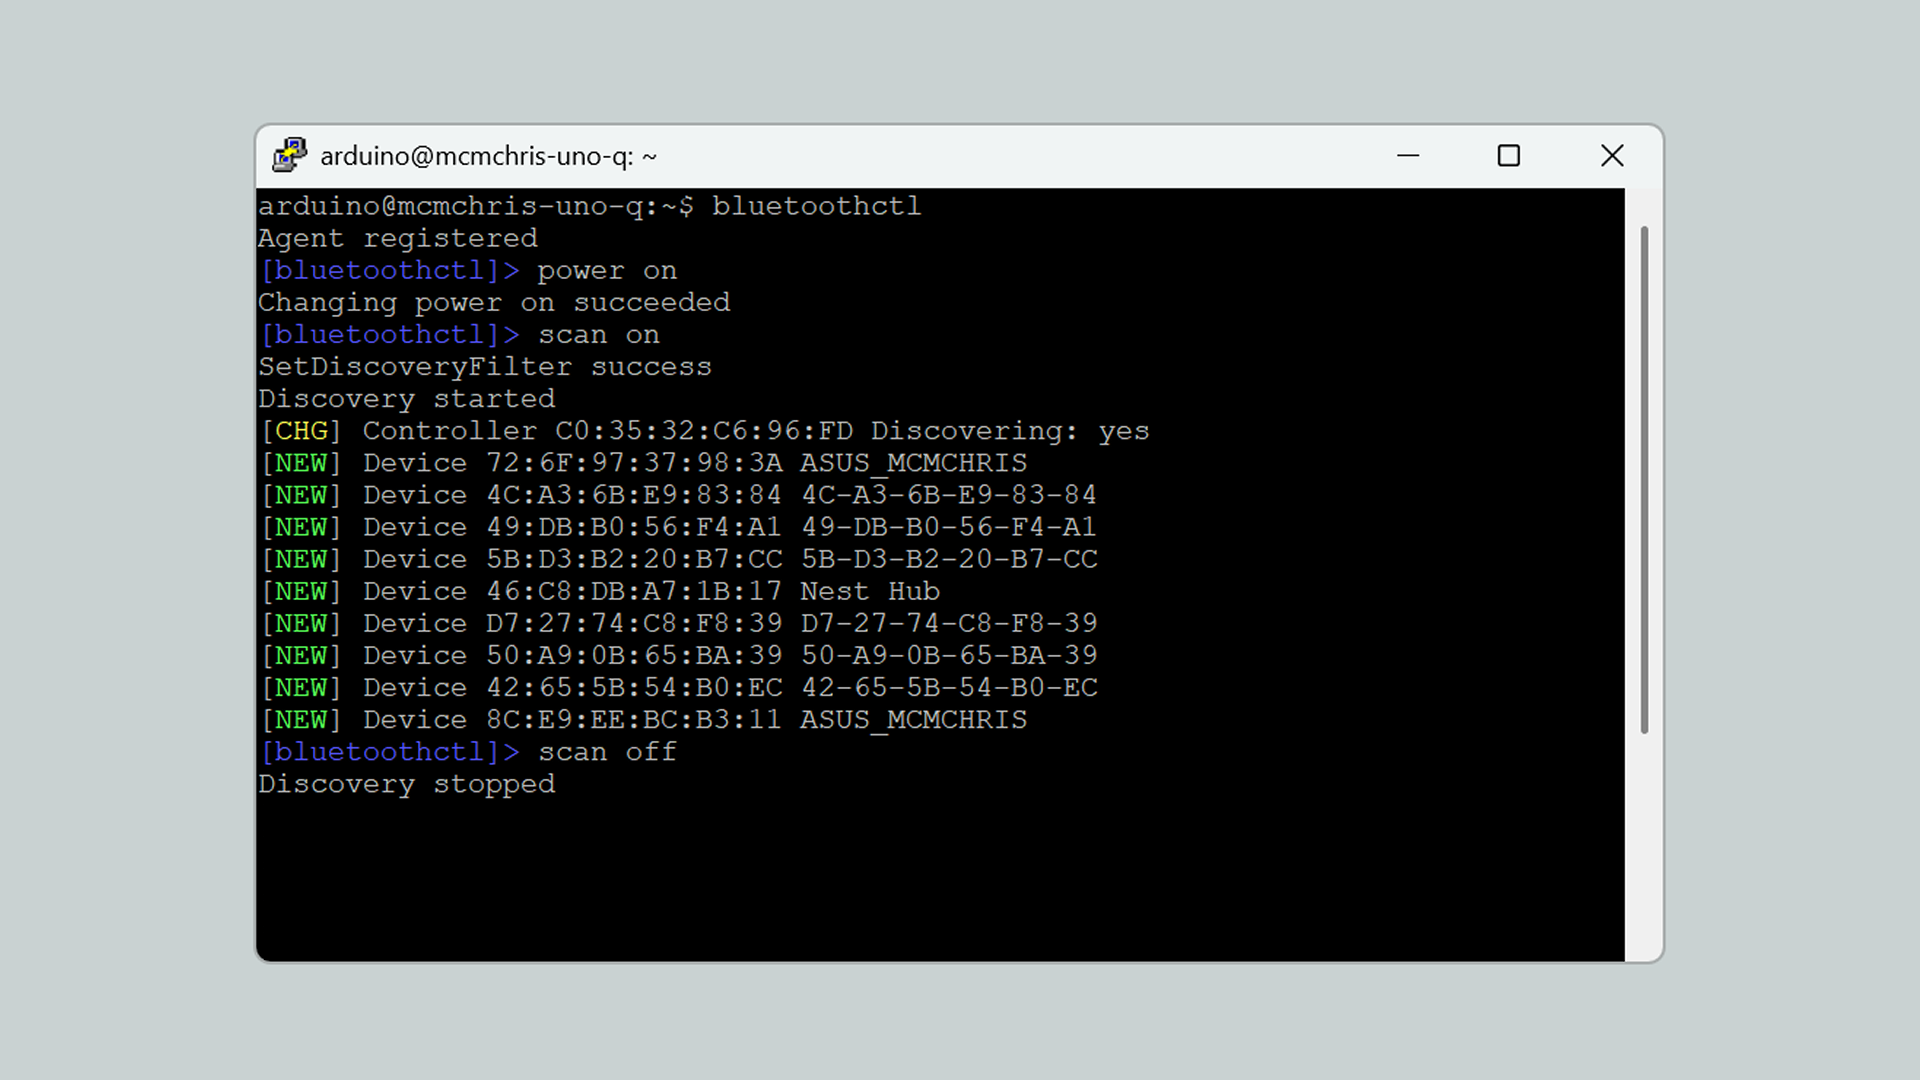 arduino@mcmchris-uno-q: ~
arduino@mcmchris-uno-q:~$ bluetoothctl
Agent registered
[bluetoothctl]> power on
Changing power on succeeded
[bluetoothctl]> scan on
SetDiscoveryFilter success
Discovery started
[CHG] Controller C0:35:32:C6:96:FD Discovering: yes
[NEW] Device 72:6F:97:37:98:3A ASUS_MCMCHRIS
[NEW] Device 4C:A3:6B:E9:83:84 4C-A3-6B-E9-83-84
[NEW] Device 49:DB:B0:56:F4:A1 49-DB-B0-56-F4-A1
[NEW] Device 5B:D3:B2:20:B7:CC 5B-D3-B2-20-B7-CC
[NEW] Device 46:C8:DB:A7:1B:17 Nest Hub
[NEW] Device D7:27:74:C8:F8:39 D7-27-74-C8-F8-39
[NEW] Device 50:A9:0B:65:BA:39 50-A9-0B-65-BA-39
[NEW] Device 42:65:5B:54:B0:EC 42-65-5B-54-B0-EC
[NEW] Device 8C:E9:EE:BC:B3:11 ASUS_MCMCHRIS
[bluetoothctl]> scan off
Discovery stopped